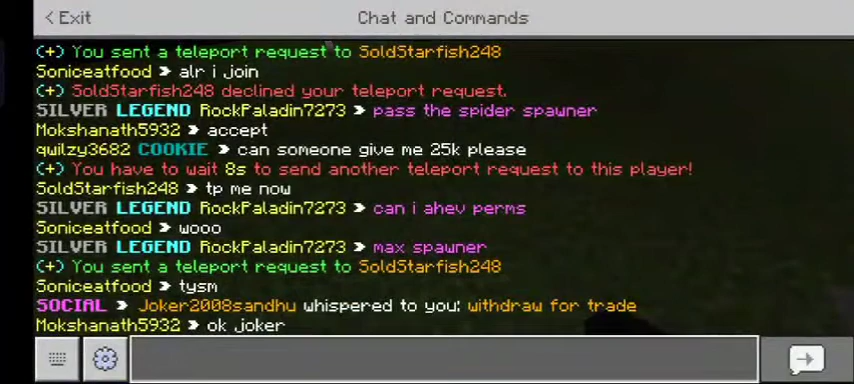 < Exit
Chat and Commands
(+) You sent a teleport request to SoldStarfish248
Soniceatfood > alr i join
(+) SoldStarfish248 declined your teleport request.
SILVER LEGEND RockPaladin7273 > pass the spider spawner
Mokshanath5932 > accept
qwilzy3682 COOKIE > can someone give me 25k please
(+) You have to wait 8s to send another teleport request to this player!
SoldStarfish248 > tp me now
SILVER LEGEND RockPaladin7273 > can i ahev perms
Soniceatfood > wooo
SILVER LEGEND RockPaladin7273 > max spawner
(+) You sent a teleport request to SoldStarfish248
Soniceatfood > tysm
SOCIAL > Joker2008sandhu whispered to you: withdraw for trade
Mokshanath5932 > ok joker